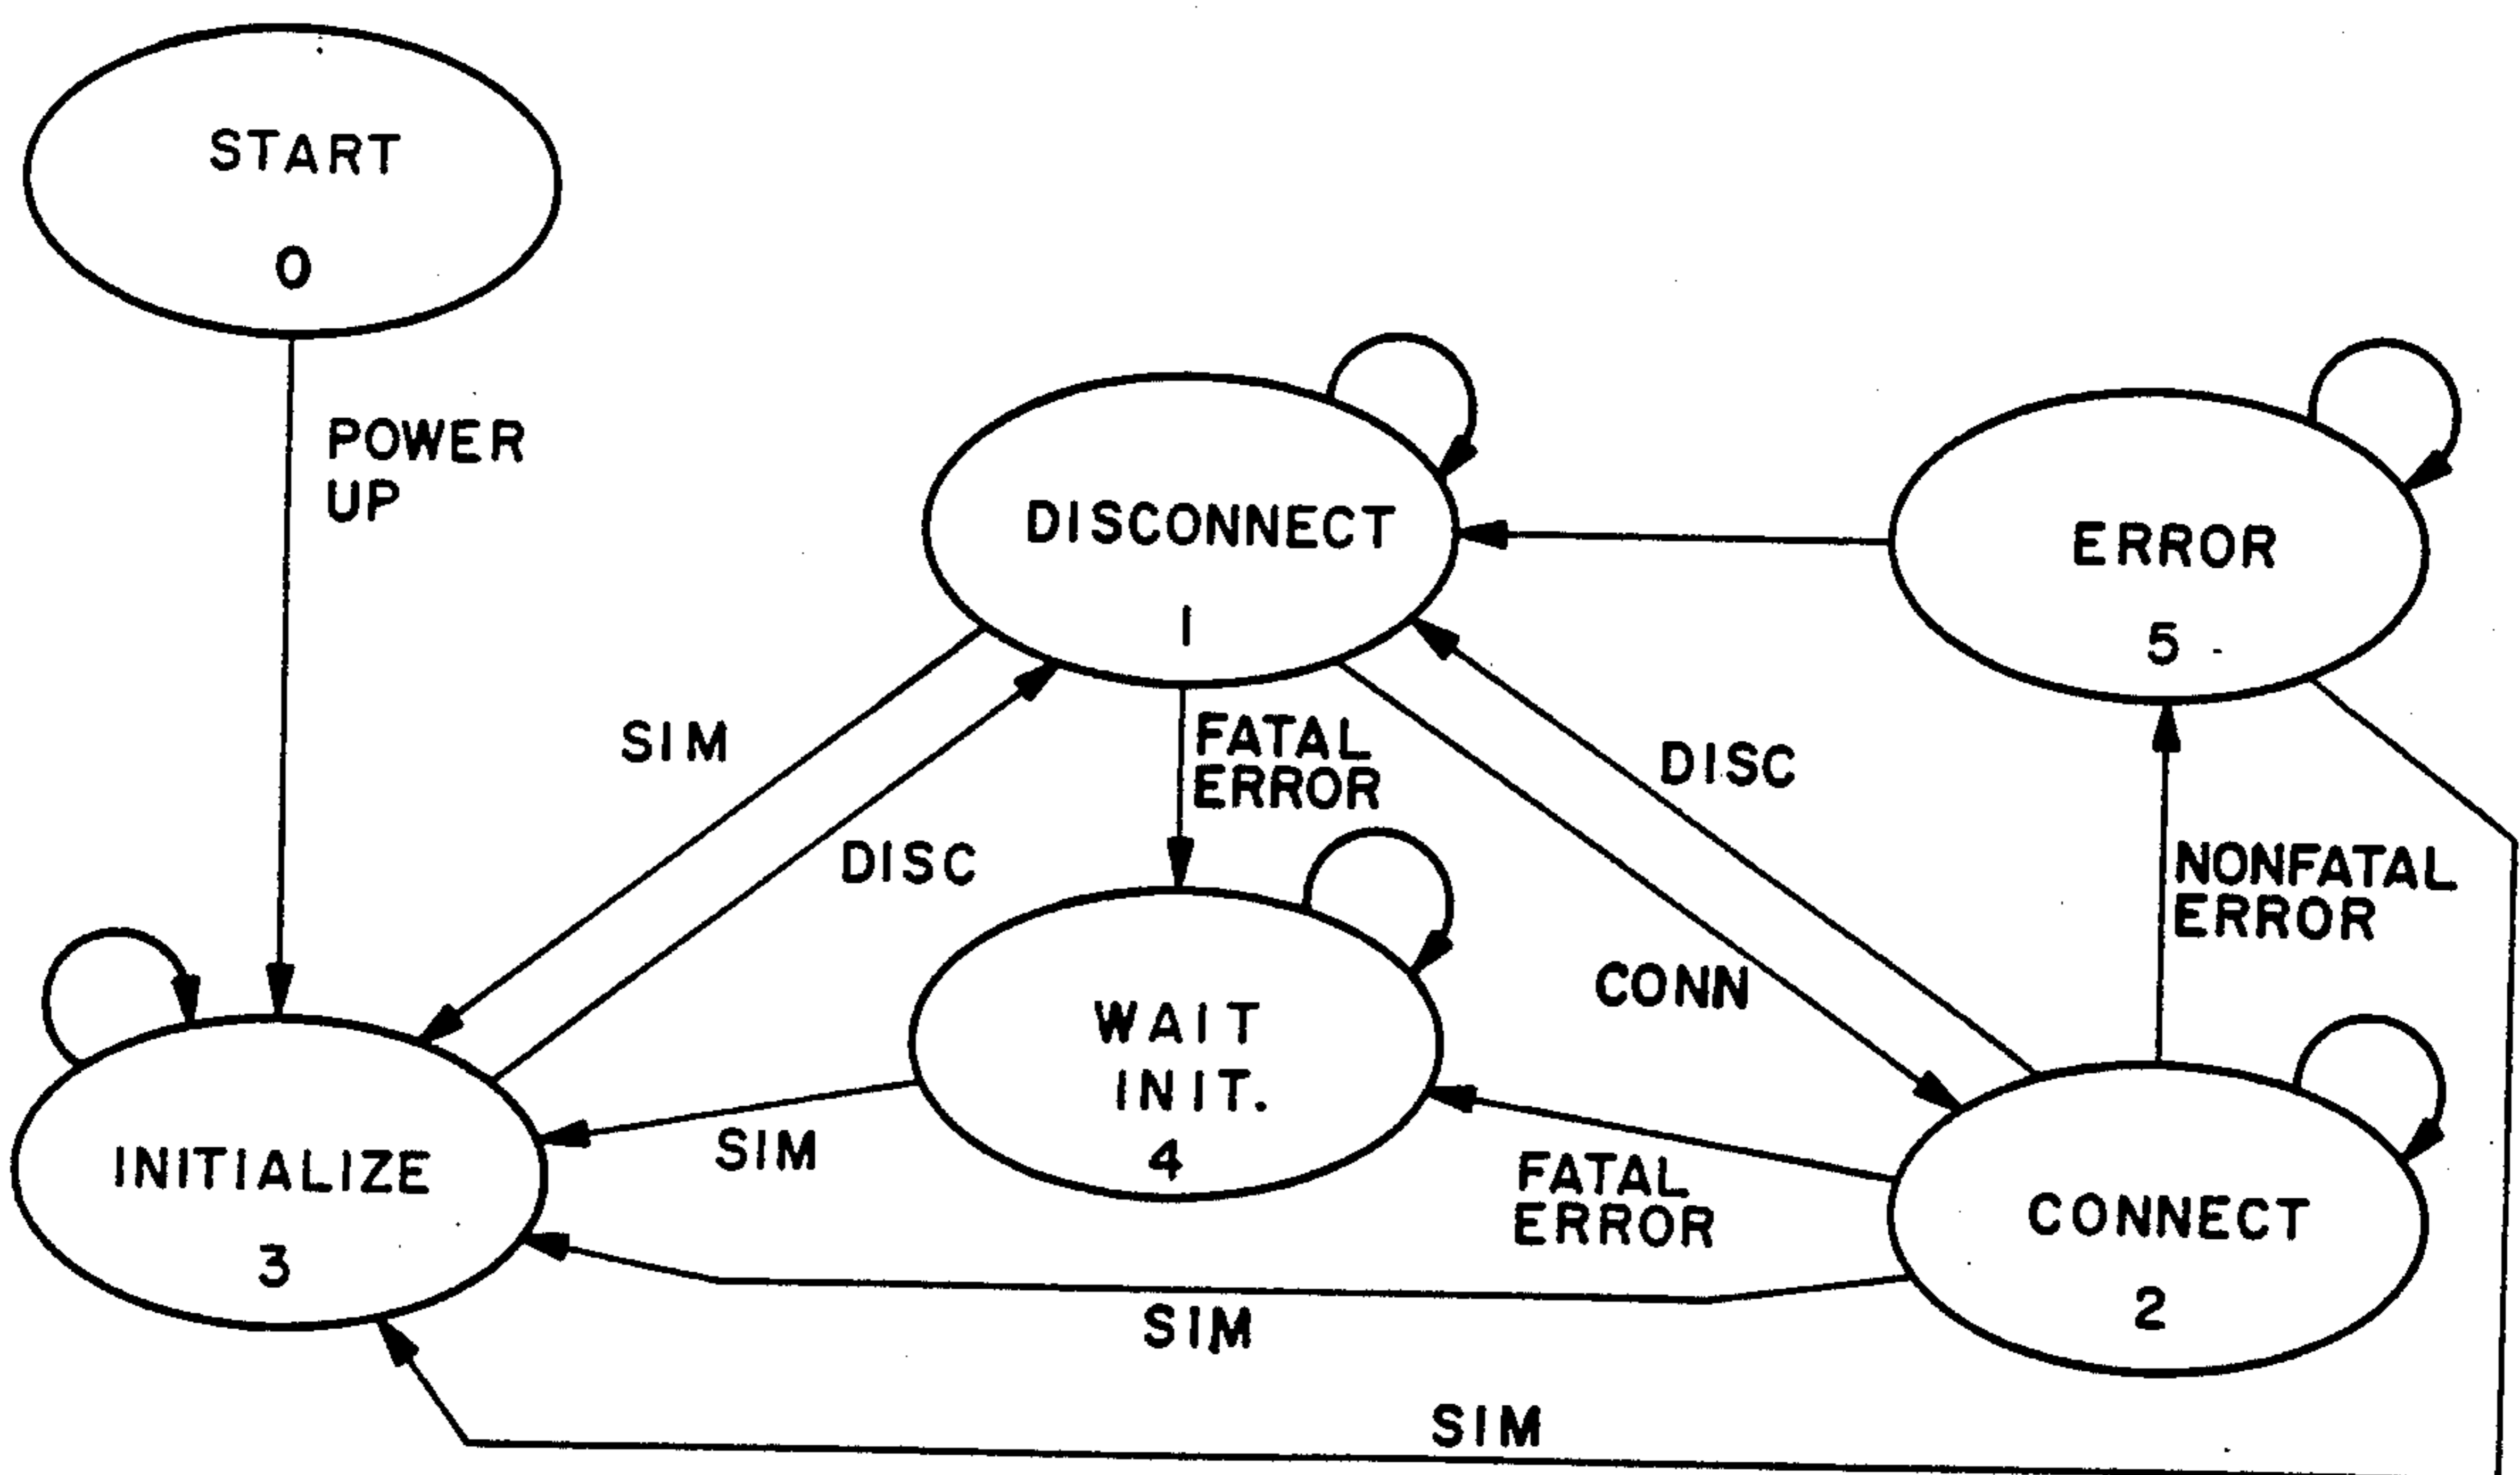 START
0
POWER
UP
DISCONNECT
1
ERROR
5
SIM
FATAL
ERROR
DISC
DISC
NONFATAL
ERROR
CONN
WAIT
INIT.
4
SIM
FATAL
ERROR
INITIALIZE
3
CONNECT
2
SIM
SIM